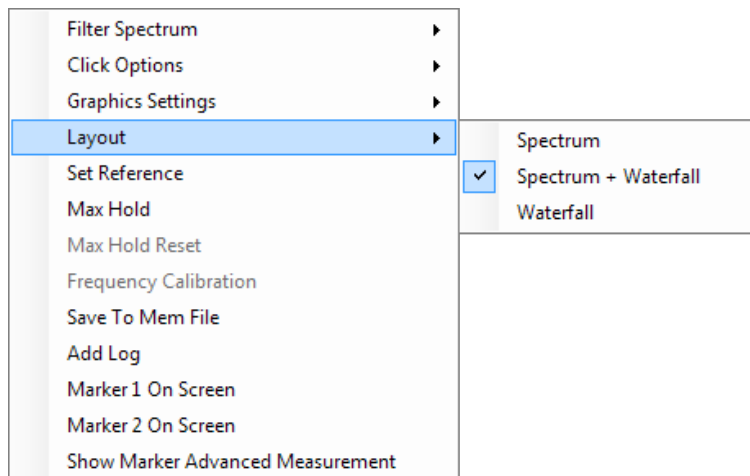 Filter Spectrum
Click Options
Graphics Settings
Layout
Set Reference
Max Hold
Max Hold Reset
Frequency Calibration
Save To Mem File
Add Log
Marker 1 On Screen
Marker 2 On Screen
Show Marker Advanced Measurement
Spectrum
Spectrum + Waterfall
Waterfall